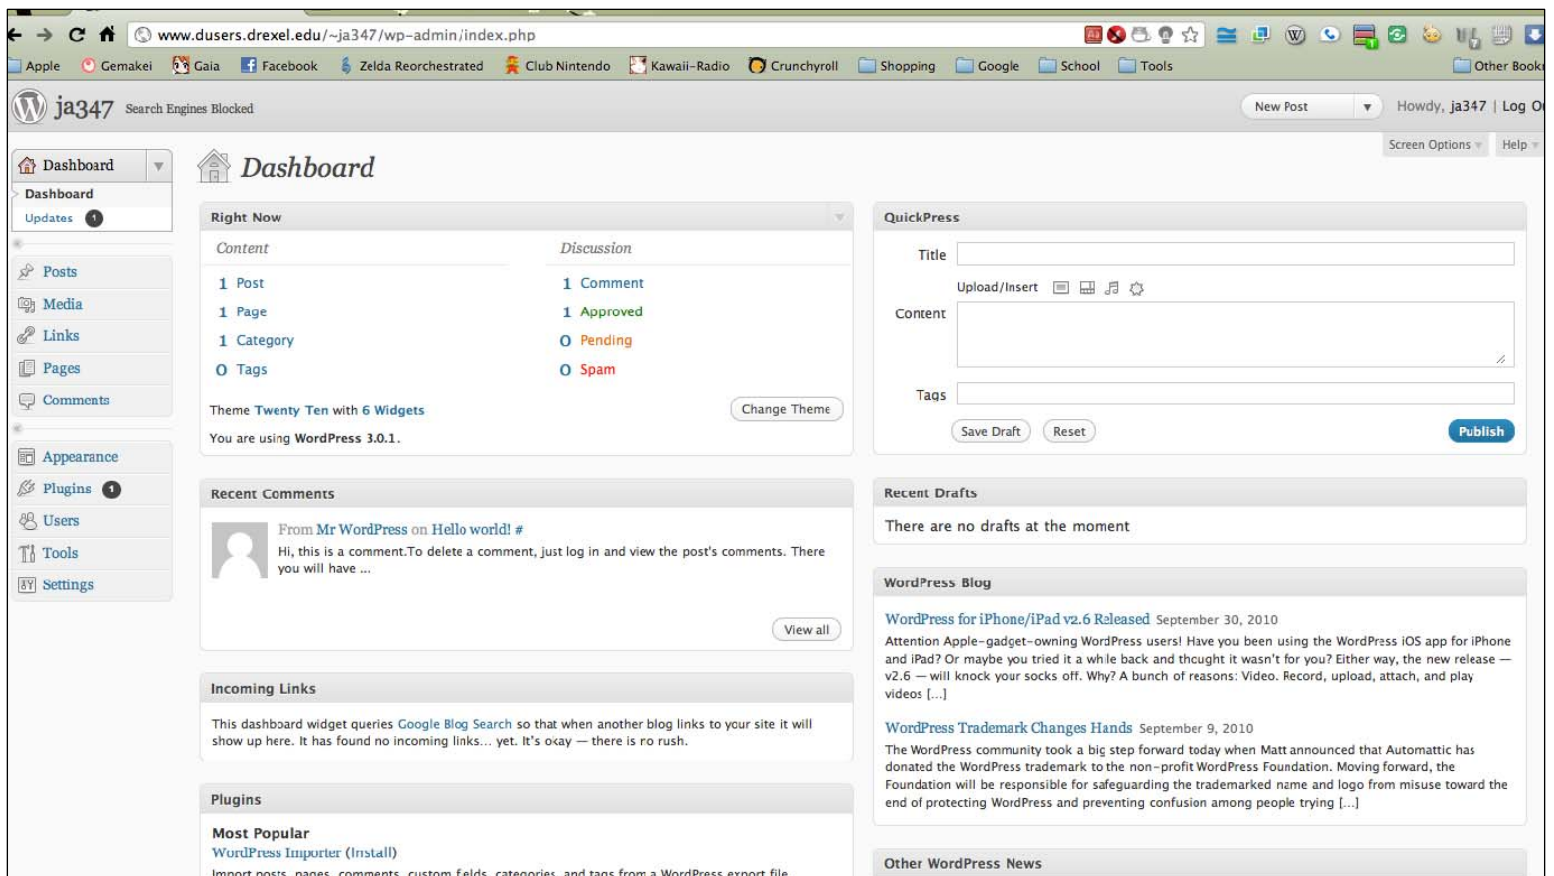 www.dusers.drexel.edu/~ja347/wp-admin/index.php
Apple Gemakei Gaia Facebook Zelda Reorchestrated Club Nintendo Kawaii-Radio Crunchyroll Shopping Google School Tools Other
ja347 Search Engines Blocked
New Post Howdy, ja347 | Log
Screen Options Help
Dashboard
Dashboard
Updates 1
Posts
Media
Links
Pages
Comments
Appearance
Plugins 1
Users
Tools
Settings
Dashboard
Right Now
Content Discussion
1 Post 1 Comment
1 Page 1 Approved
1 Category 0 Pending
0 Tags 0 Spam
Theme Twenty Ten with 6 Widgets Change Theme
You are using WordPress 3.0.1.
Recent Comments
From Mr WordPress on Hello world! #
Hi, this is a comment.To delete a comment, just log in and view the post's comments. There
you will have ...
View all
Incoming Links
This dashboard widget queries Google Blog Search so that when another blog links to your site it will
show up here. It has found no incoming links... yet. It's okay — there is no rush.
Plugins
Most Popular
WordPress Importer (Install)
Import posts, pages, comments, custom fields, categories, and tags from a WordPress export file
QuickPress
Title
Upload/Insert
Content
Tags
Save Draft Reset Publish
Recent Drafts
There are no drafts at the moment
WordPress Blog
WordPress for iPhone/iPad v2.6 Released September 30, 2010
Attention Apple-gadget-owning WordPress users! Have you been using the WordPress iOS app for iPhone
and iPad? Or maybe you tried it a while back and thought it wasn't for you? Either way, the new release —
v2.6 — will knock your socks off. Why? A bunch of reasons: Video. Record, upload, attach, and play
videos [...]
WordPress Trademark Changes Hands September 9, 2010
The WordPress community took a big step forward today when Matt announced that Automattic has
donated the WordPress trademark to the non-profit WordPress Foundation. Moving forward, the
Foundation will be responsible for safeguarding the trademarked name and logo from misuse toward the
end of protecting WordPress and preventing confusion among people trying [...]
Other WordPress News